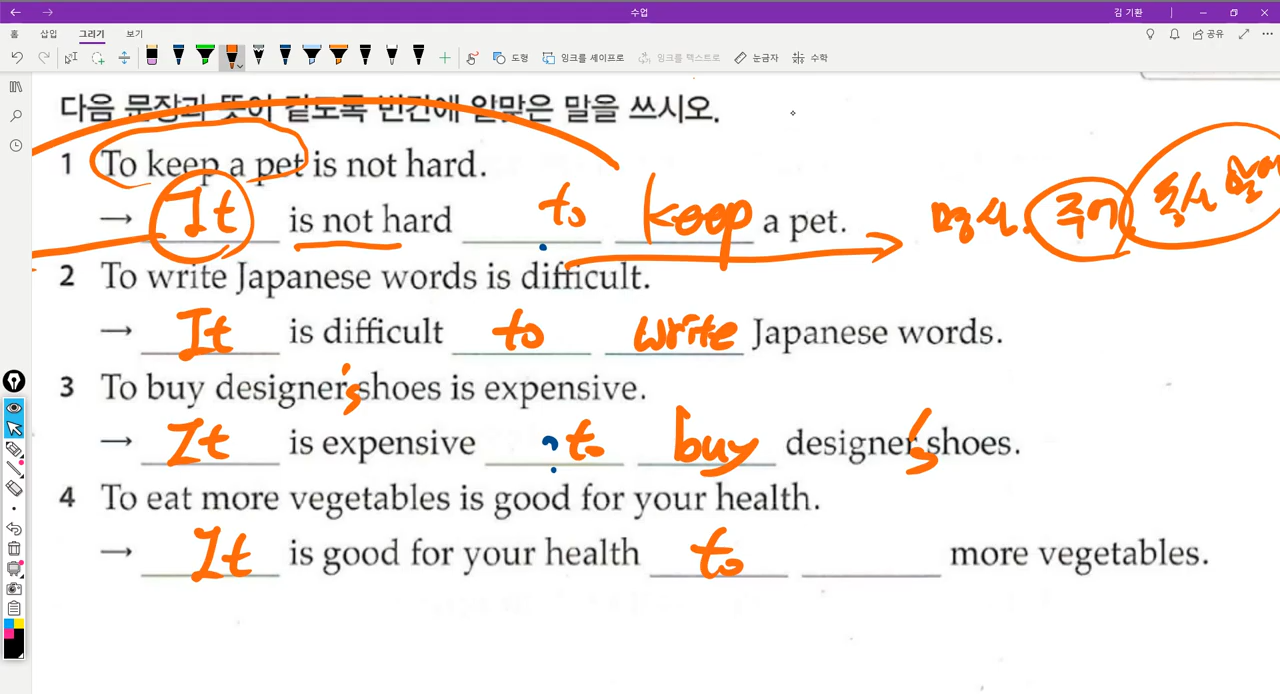 수업
김 기환
홈 삽입 그리기 보기
도형 잉크를 셰이프로 잉크를 텍스트로 눈금자 수학 공유
다음 문장과 뜻이 같도록 빈칸에 알맞은 말을 쓰시오.
1 To keep a pet is not hard.
→ It is not hard to keep a pet. 명사. 주어 동사
2 To write Japanese words is difficult.
→ It is difficult to write Japanese words.
3 To buy designer's shoes is expensive.
→ It is expensive to buy designer's shoes.
4 To eat more vegetables is good for your health.
→ It is good for your health to more vegetables.